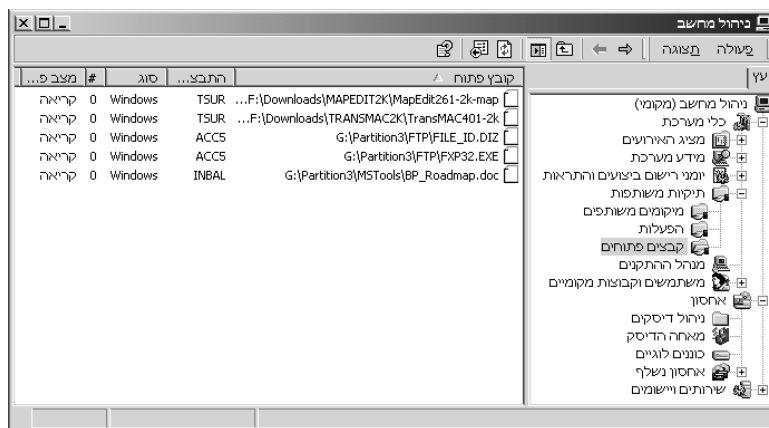 ניהול מחשב
פעולה תצוגה
עץ
ניהול מחשב (מקומי)
כלי מערכת
מציג האירועים
מידע מערכת
יומני רישום ביצועים והתראות
תיקיות משותפות
מיקומים משותפים
הפעלות
קבצים פתוחים
מנהל ההתקנים
משתמשים וקבוצות מקומיים
אחסון
ניהול דיסקים
מאחה הדיסק
כוננים לוגיים
אחסון נשלף
שירותים ויישומים
קובץ פתוח התבצ... סוג # מצב פ...
...F:\Downloads\MAPEDIT2K\MapEdit261-2k-map TSUR Windows 0 קריאה
...F:\Downloads\TRANSMAC2K\TransMAC401-2k TSUR Windows 0 קריאה
G:\Partition3\FTP\FILE_ID.DIZ ACC5 Windows 0 קריאה
G:\Partition3\FTP\FXP32.EXE ACC5 Windows 0 קריאה
G:\Partition3\MSTools\BP_Roadmap.doc INBAL Windows 0 קריאה